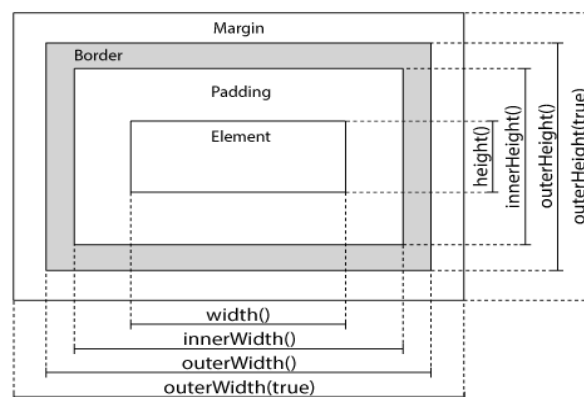 Margin
Border
Padding
Element
height()
innerHeight()
outerHeight()
outerHeight(true)
width()
innerWidth()
outerWidth()
outerWidth(true)